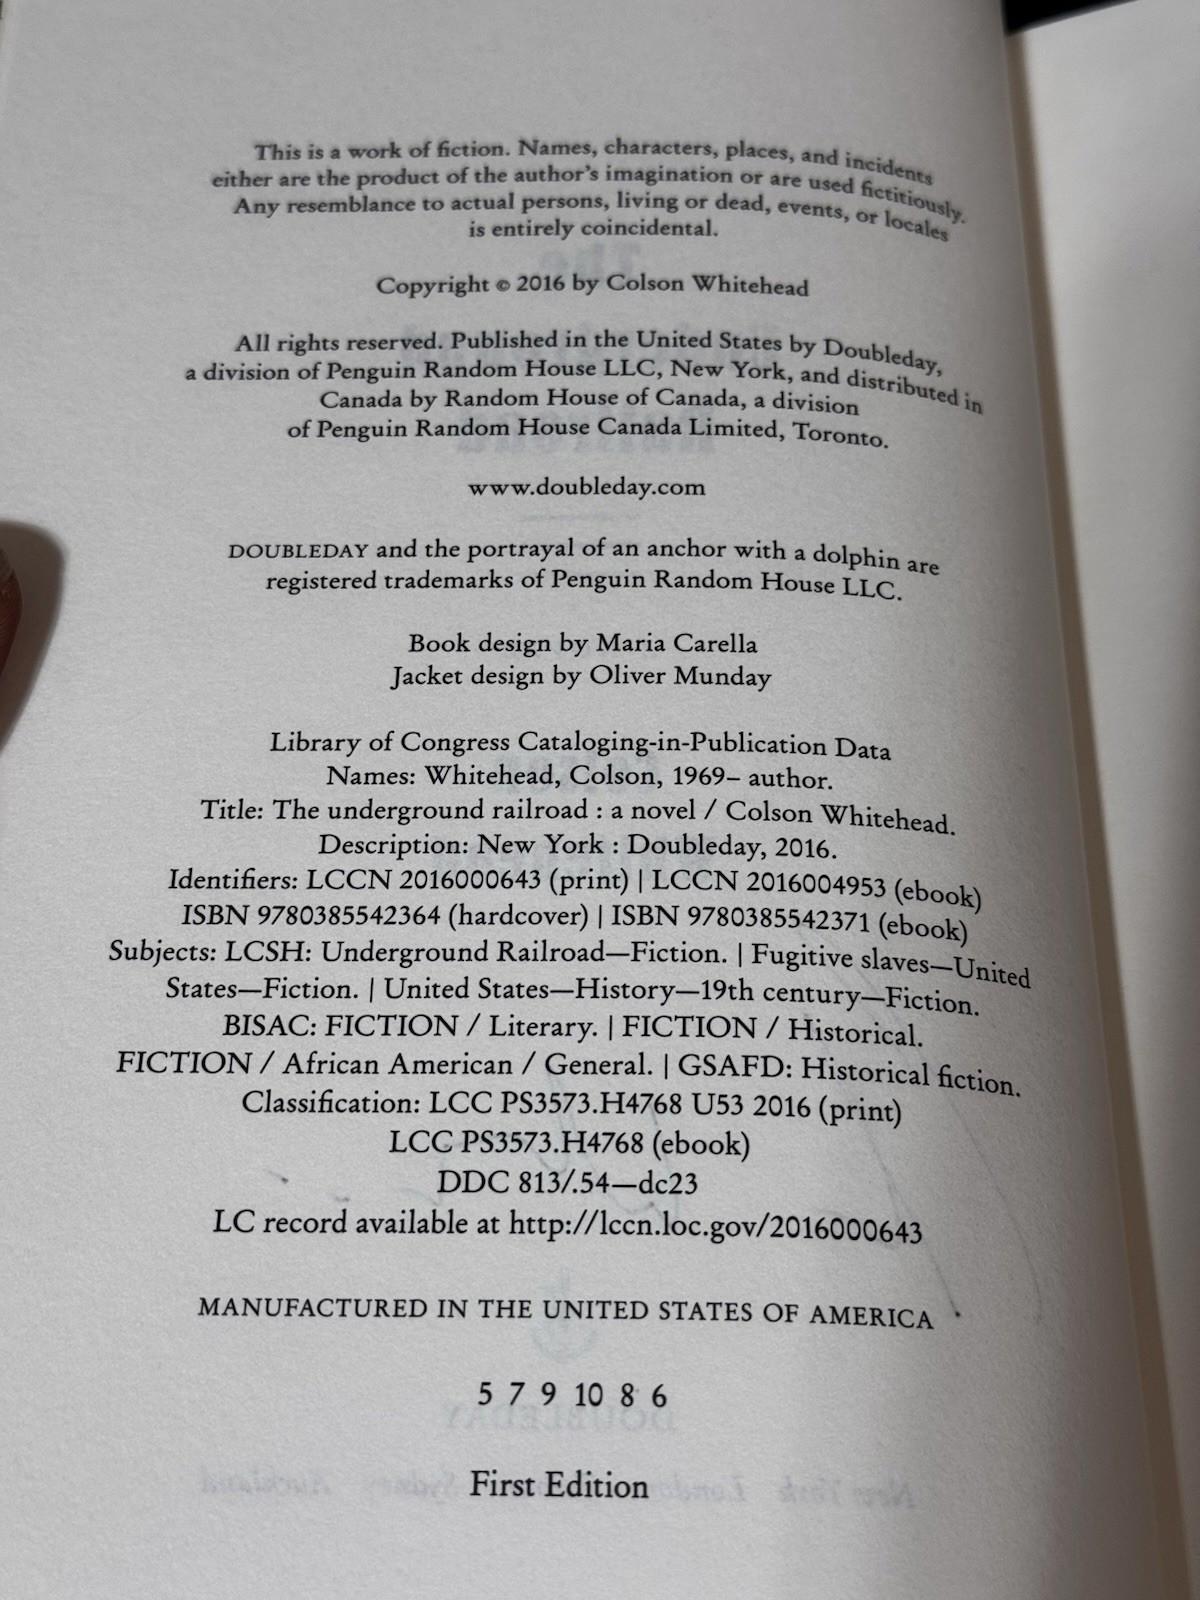 This is a work of fiction. Names, characters, places, and incidents
either are the product of the author's imagination or are used fictitiously.
Any resemblance to actual persons, living or dead, events, or locales
is entirely coincidental.
Copyright © 2016 by Colson Whitehead
All rights reserved. Published in the United States by Doubleday,
a division of Penguin Random House LLC, New York, and distributed in
Canada by Random House of Canada, a division
of Penguin Random House Canada Limited, Toronto.
www.doubleday.com
DOUBLEDAY and the portrayal of an anchor with a dolphin are
registered trademarks of Penguin Random House LLC.
Book design by Maria Carella
Jacket design by Oliver Munday
Library of Congress Cataloging-in-Publication Data
Names: Whitehead, Colson, 1969– author.
Title: The underground railroad : a novel / Colson Whitehead.
Description: New York : Doubleday, 2016.
Identifiers: LCCN 2016000643 (print) | LCCN 2016004953 (ebook)
ISBN 9780385542364 (hardcover) | ISBN 9780385542371 (ebook)
Subjects: LCSH: Underground Railroad—Fiction. | Fugitive slaves—United
States—Fiction. | United States—History—19th century—Fiction.
BISAC: FICTION / Literary. | FICTION / Historical.
FICTION / African American / General. | GSAFD: Historical fiction.
Classification: LCC PS3573.H4768 U53 2016 (print)
LCC PS3573.H4768 (ebook)
DDC 813/.54—dc23
LC record available at http://lccn.loc.gov/2016000643
MANUFACTURED IN THE UNITED STATES OF AMERICA
5 7 9 10 8 6
First Edition